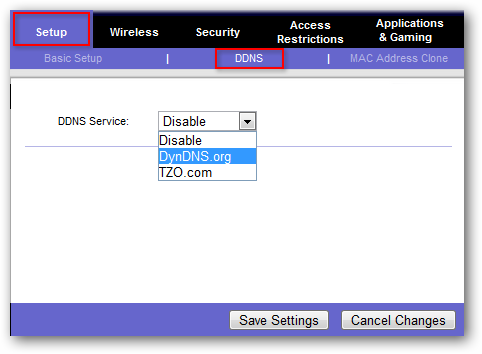 Setup Wireless Security Access Restrictions Applications & Gaming
Basic Setup | DDNS | MAC Address Clone
DDNS Service: Disable
Disable
DynDNS.org
TZO.com
Save Settings Cancel Changes